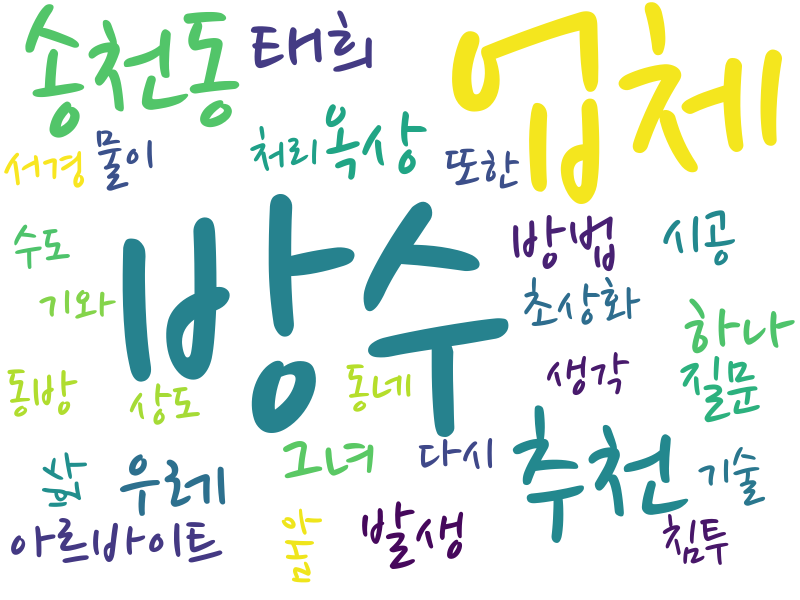 송천동 태희 업체
서경 물이 처리 옥상 또한
수도 방수 방법 시공
기와 초상화 하나
동방 상도 동네 생각 질문
그녀 다시 추천 기술
우레
아르바이트 매우 발생 침투